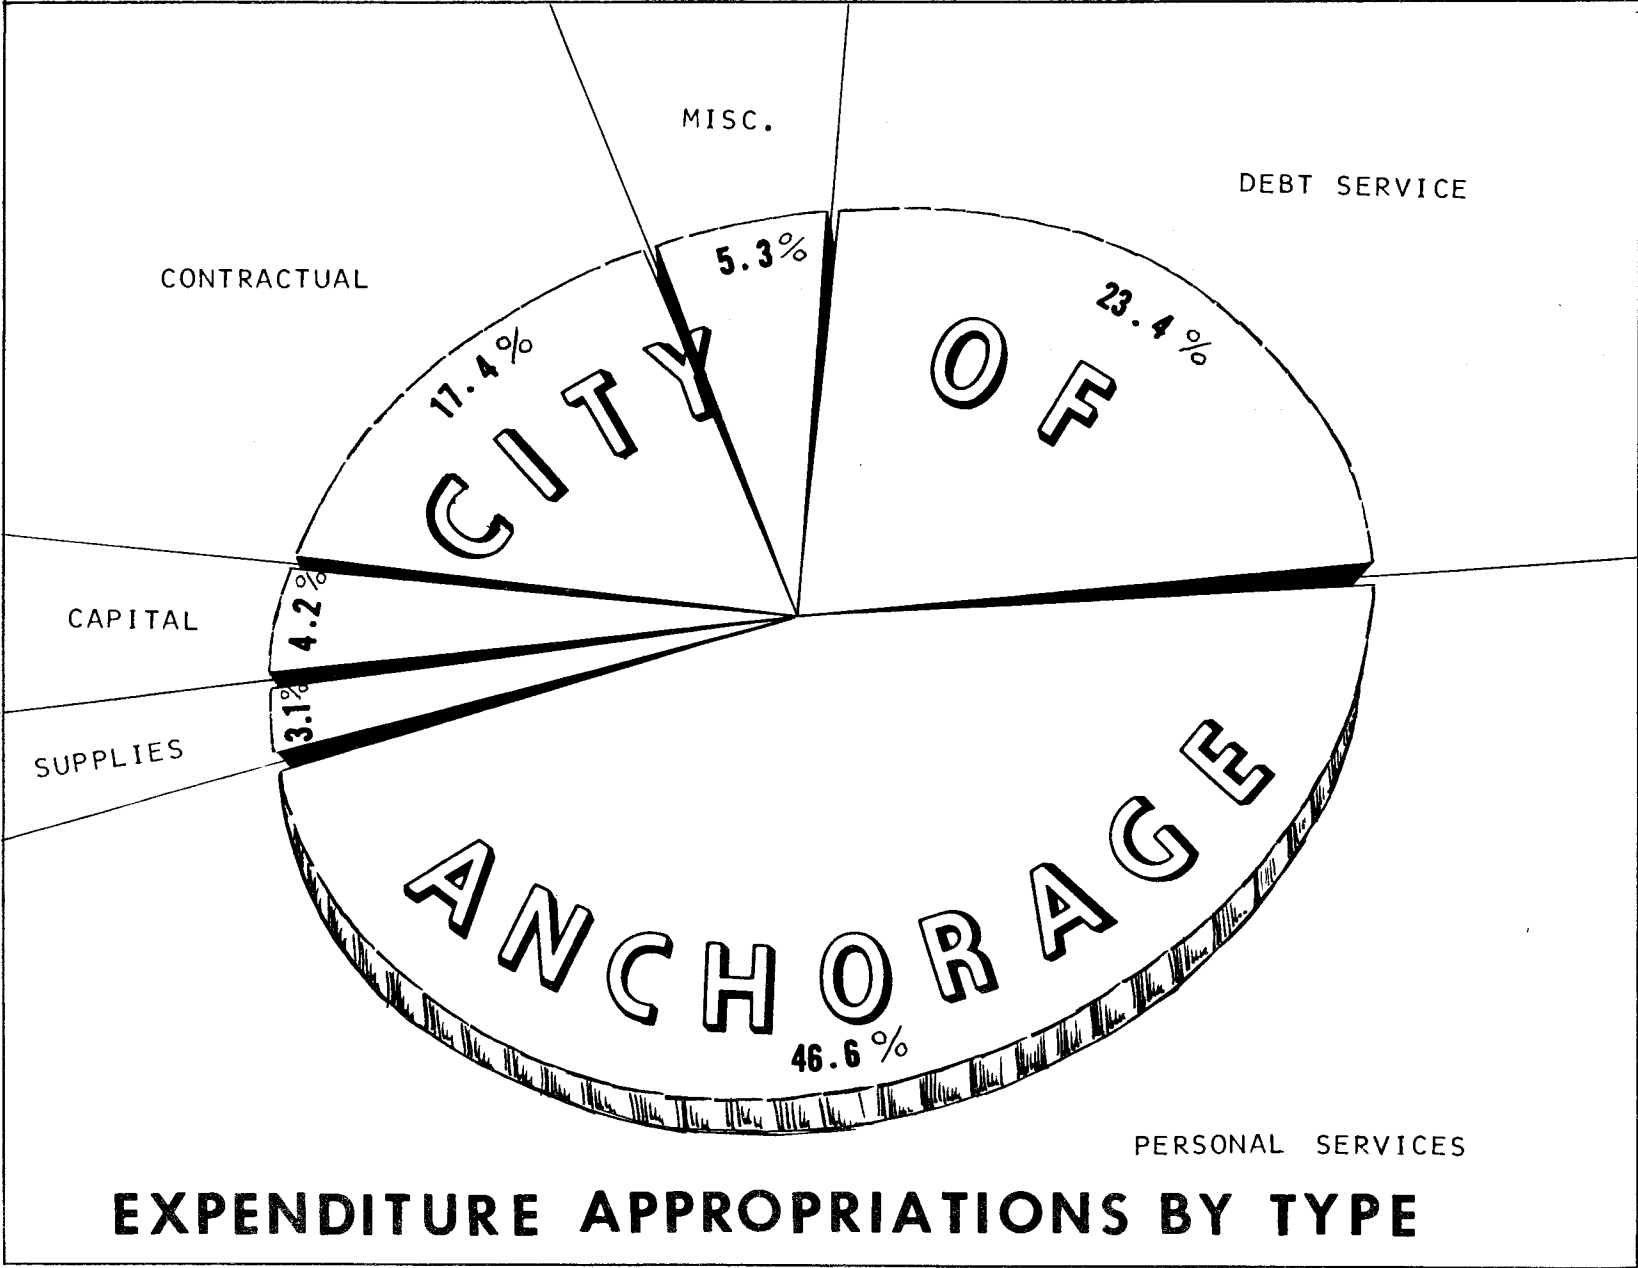 MISC.
DEBT SERVICE
CONTRACTUAL
5.3%
23.4%
17.4%
CITY OF
CAPITAL
4.2%
SUPPLIES
3.1%
ANCHORAGE
46.6%
PERSONAL SERVICES
EXPENDITURE APPROPRIATIONS BY TYPE